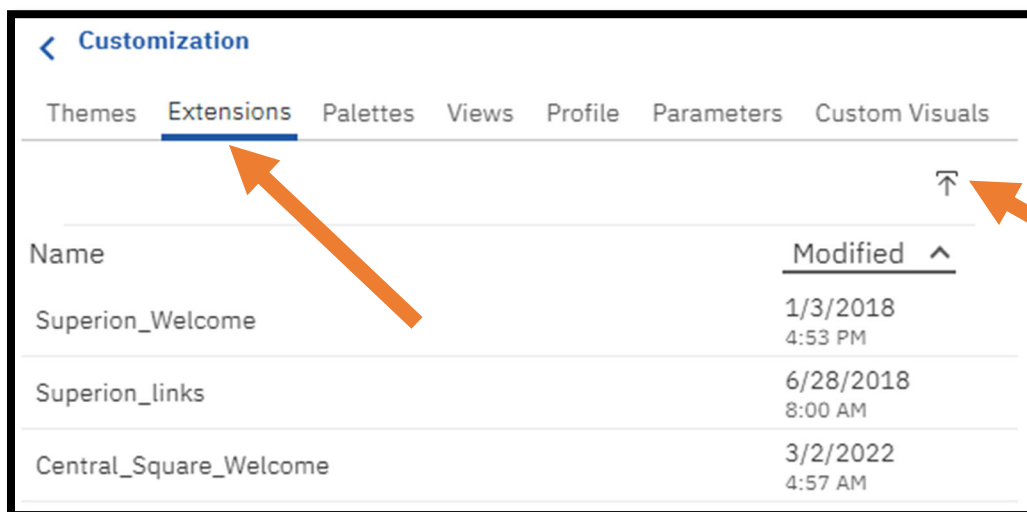 Customization
Themes Extensions Palettes Views Profile Parameters Custom Visuals
Name Modified
Superion_Welcome 1/3/2018
4:53 PM
Superion_links 6/28/2018
8:00 AM
Central_Square_Welcome 3/2/2022
4:57 AM